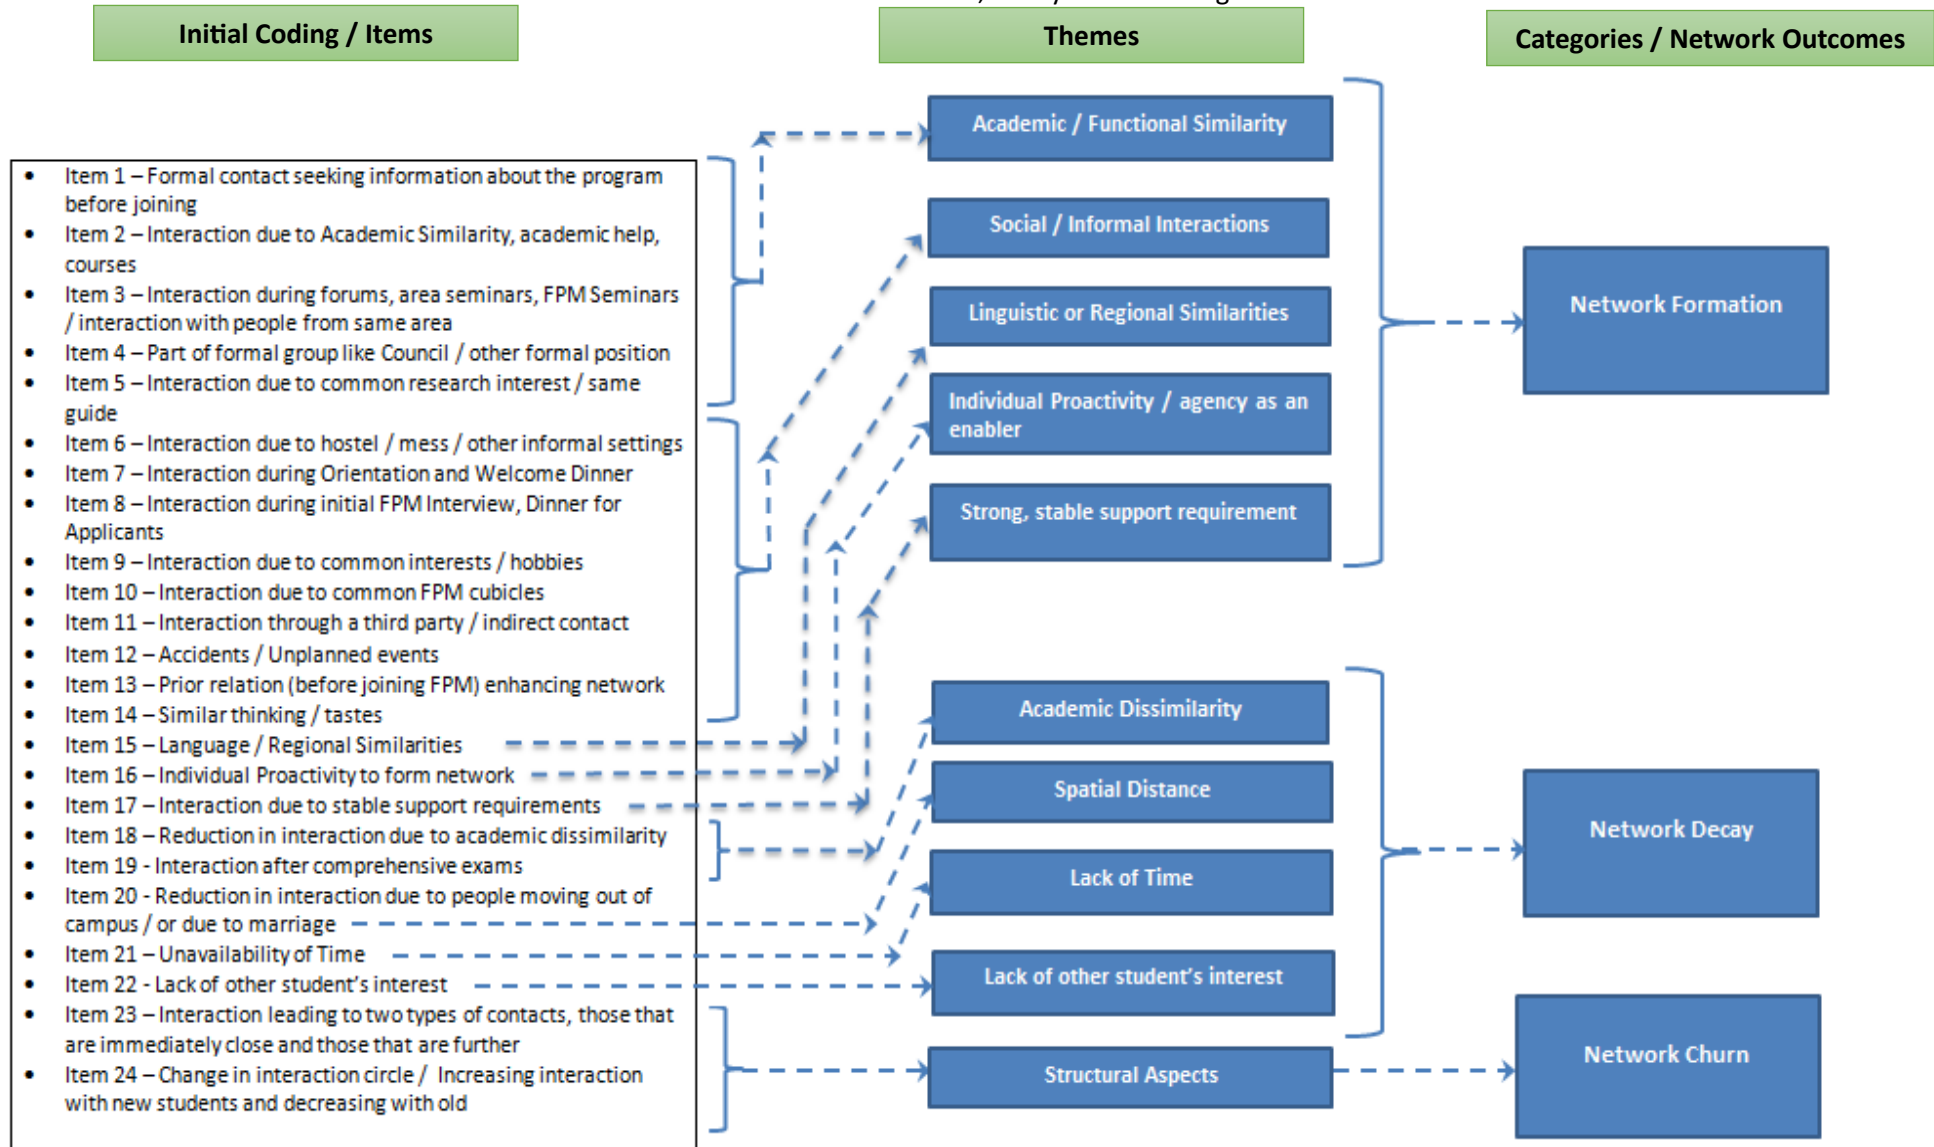 Initial Coding / Items
Themes
Categories / Network Outcomes
• Item 1 – Formal contact seeking information about the program
before joining
• Item 2 – Interaction due to Academic Similarity, academic help,
courses
• Item 3 – Interaction during forums, area seminars, FPM Seminars
/ interaction with people from same area
• Item 4 – Part of formal group like Council / other formal position
• Item 5 – Interaction due to common research interest / same
guide
• Item 6 – Interaction due to hostel / mess / other informal settings
• Item 7 – Interaction during Orientation and Welcome Dinner
• Item 8 – Interaction during initial FPM Interview, Dinner for
Applicants
• Item 9 – Interaction due to common interests / hobbies
• Item 10 – Interaction due to common FPM cubicles
• Item 11 – Interaction through a third party / indirect contact
• Item 12 – Accidents / Unplanned events
• Item 13 – Prior relation (before joining FPM) enhancing network
• Item 14 – Similar thinking / tastes
• Item 15 – Language / Regional Similarities
• Item 16 – Individual Proactivity to form network
• Item 17 – Interaction due to stable support requirements
• Item 18 – Reduction in interaction due to academic dissimilarity
• Item 19 - Interaction after comprehensive exams
• Item 20 - Reduction in interaction due to people moving out of
campus / or due to marriage
• Item 21 – Unavailability of Time
• Item 22 - Lack of other student's interest
• Item 23 – Interaction leading to two types of contacts, those that
are immediately close and those that are further
• Item 24 – Change in interaction circle / Increasing interaction
with new students and decreasing with old
Academic / Functional Similarity
Social / Informal Interactions
Linguistic or Regional Similarities
Individual Proactivity / agency as an
enabler
Strong, stable support requirement
Academic Dissimilarity
Spatial Distance
Lack of Time
Lack of other student's interest
Structural Aspects
Network Formation
Network Decay
Network Churn